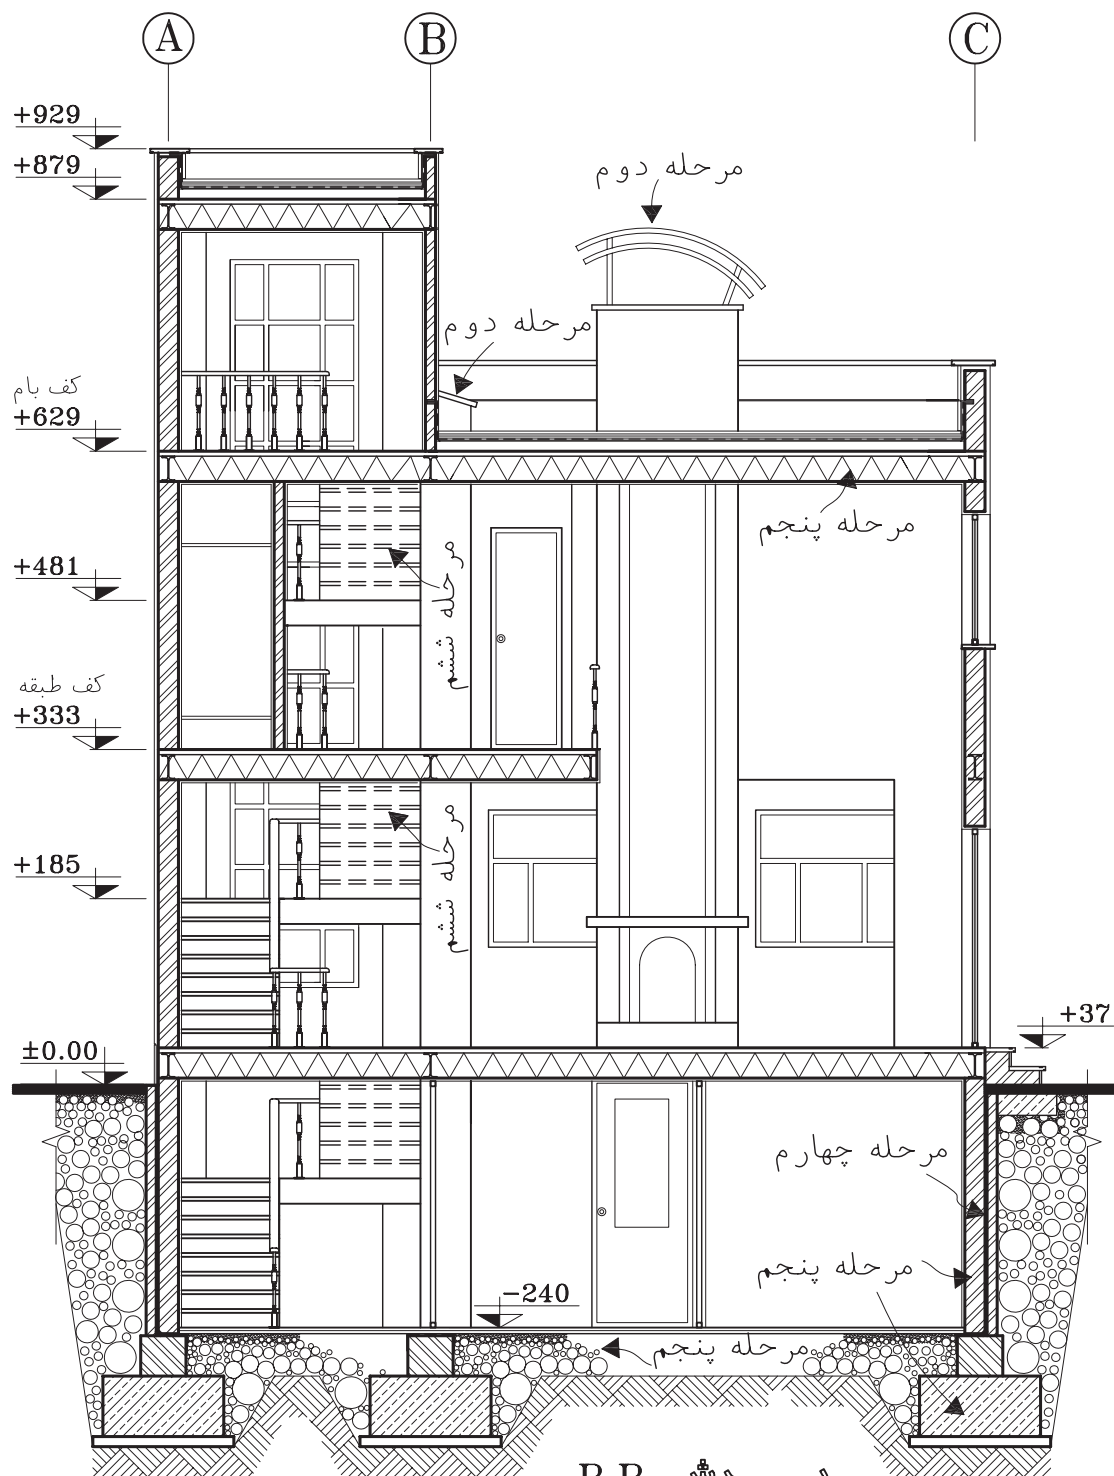 A B C
+929
+879
مرحله دوم
مرحله دوم
کف بام
+629
مرحله پنجم
+481
مرحله ششم
کف طبقه
+333
+185
مرحله ششم
+37
±0.00
مرحله چهارم
مرحله پنجم
-240
مرحله پنجم